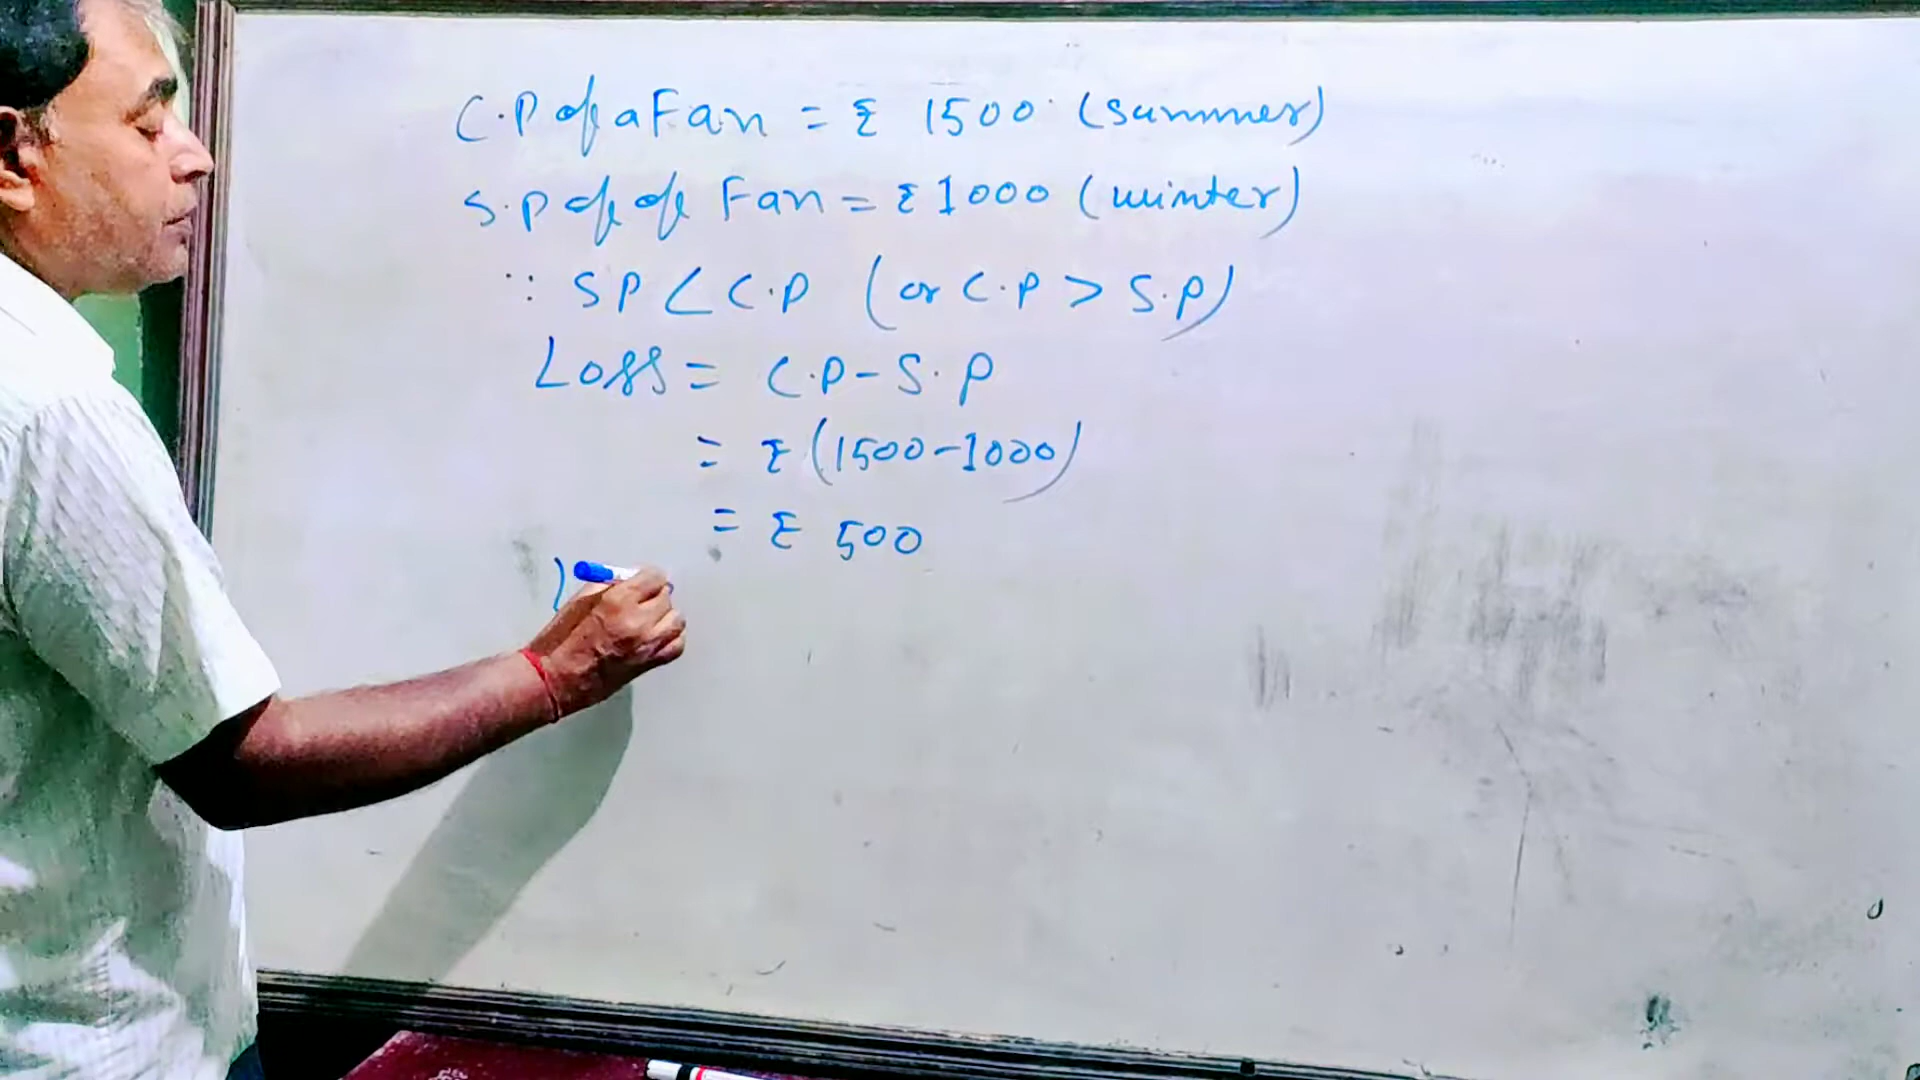 C.P of a Fan = ₹ 1500 (summer)
S.P of of Fan = ₹ 1000 (winter)
∵ SP < C.P (or C.P > S.P)
Loss = C.P - S.P
= ₹ (1500 - 1000)
= ₹ 500